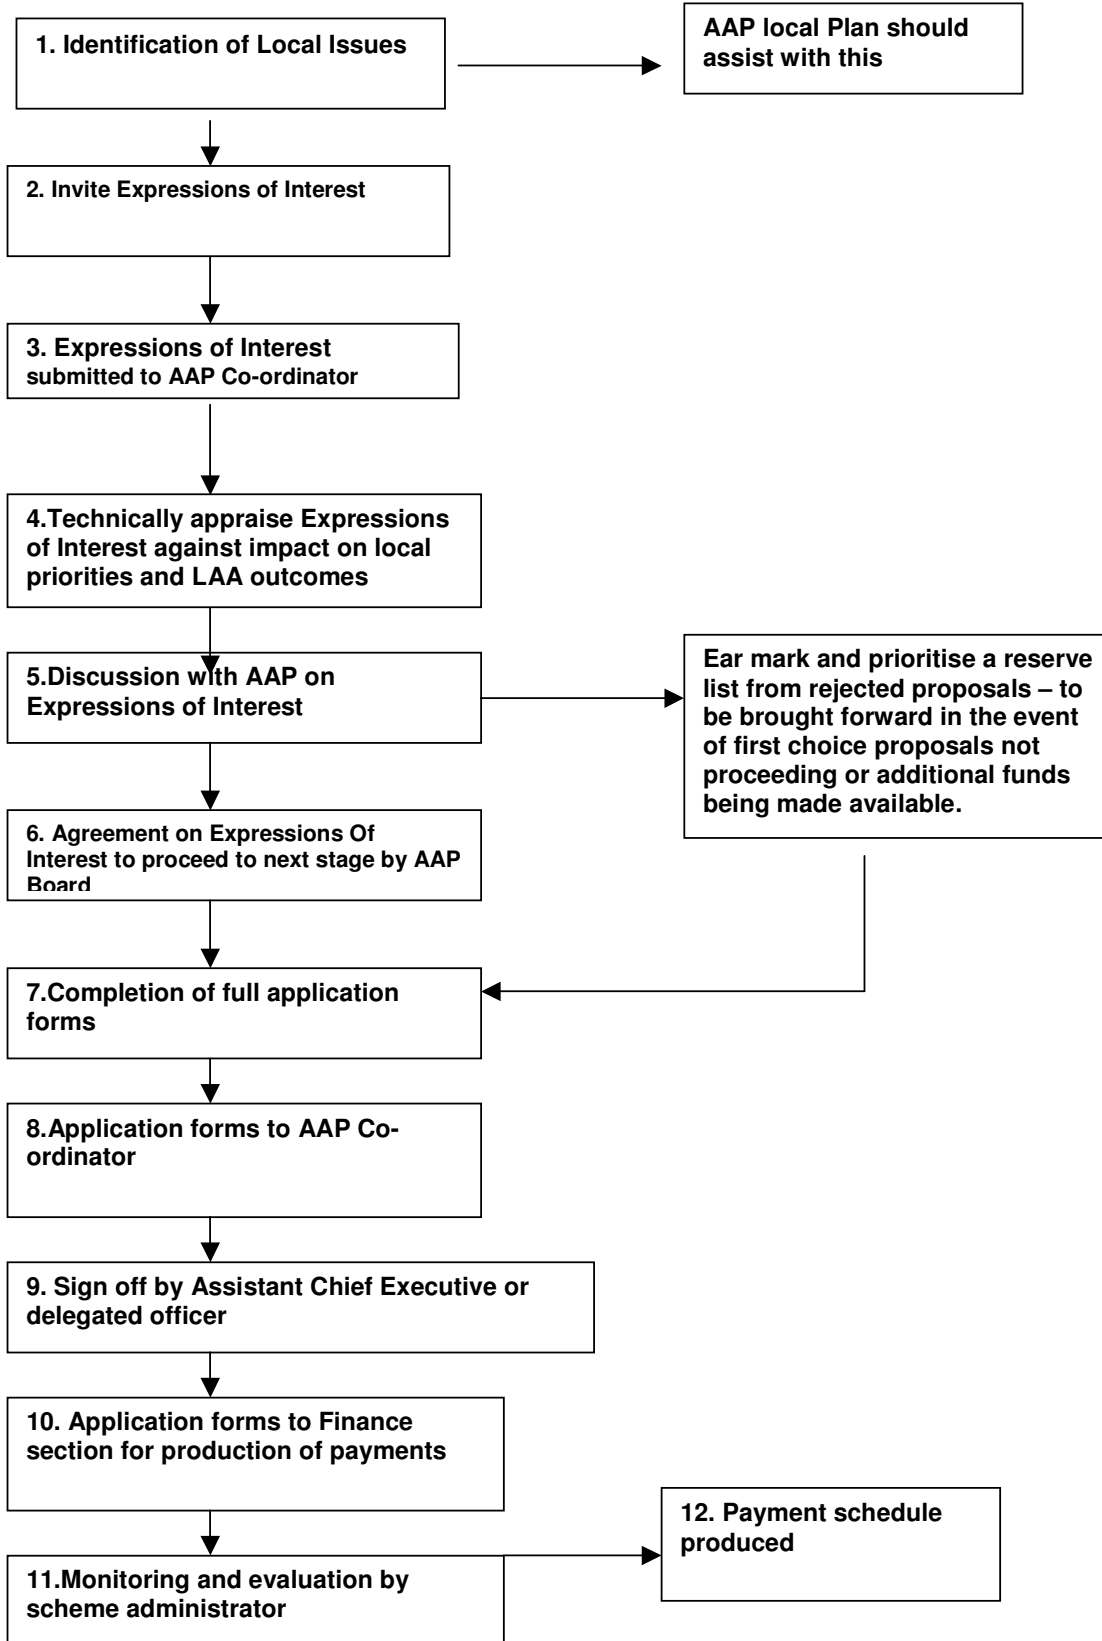 1. Identification of Local Issues
AAP local Plan should
assist with this
2. Invite Expressions of Interest
3. Expressions of Interest
submitted to AAP Co-ordinator
4.Technically appraise Expressions
of Interest against impact on local
priorities and LAA outcomes
5.Discussion with AAP on
Expressions of Interest
Ear mark and prioritise a reserve
list from rejected proposals – to
be brought forward in the event
of first choice proposals not
proceeding or additional funds
being made available.
6. Agreement on Expressions Of
Interest to proceed to next stage by AAP
Board
7.Completion of full application
forms
8.Application forms to AAP Co-
ordinator
9. Sign off by Assistant Chief Executive or
delegated officer
10. Application forms to Finance
section for production of payments
12. Payment schedule
produced
11.Monitoring and evaluation by
scheme administrator